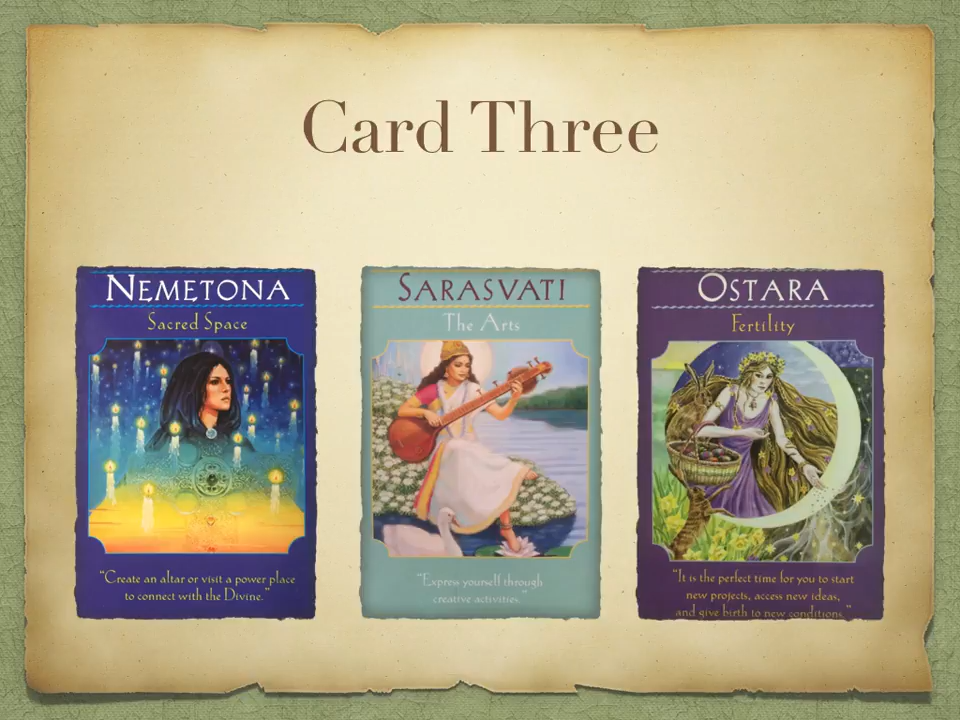 Card Three
NEMETONA
Sacred Space
"Create an altar or visit a power place
to connect with the Divine."
SARASVATI
The Arts
"Express yourself through
creative activities."
OSTARA
Fertility
"It is the perfect time for you to start
new projects, access new ideas,
and give birth to new conditions."